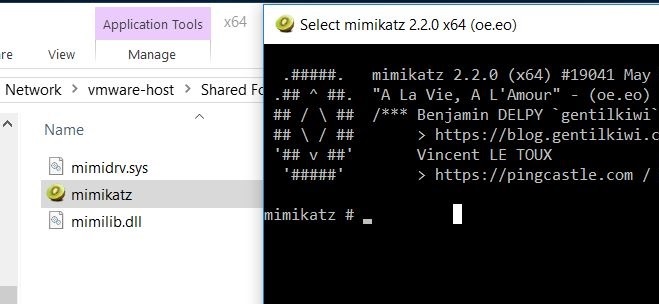 Application Tools
x64
Manage
Network > vmware-host > Shared Fo
Name
mimidrv.sys
mimikatz
mimilib.dll
Select mimikatz 2.2.0 x64 (oe.eo)
.#####.   mimikatz 2.2.0 (x64) #19041 May
.## ^ ##.  "A La Vie, A L'Amour" - (oe.eo)
## / \ ##  /*** Benjamin DELPY `gentilkiwi`
## \ / ##       > https://blog.gentilkiwi.c
'## v ##'       Vincent LE TOUX
'#####'        > https://pingcastle.com /
mimikatz # _